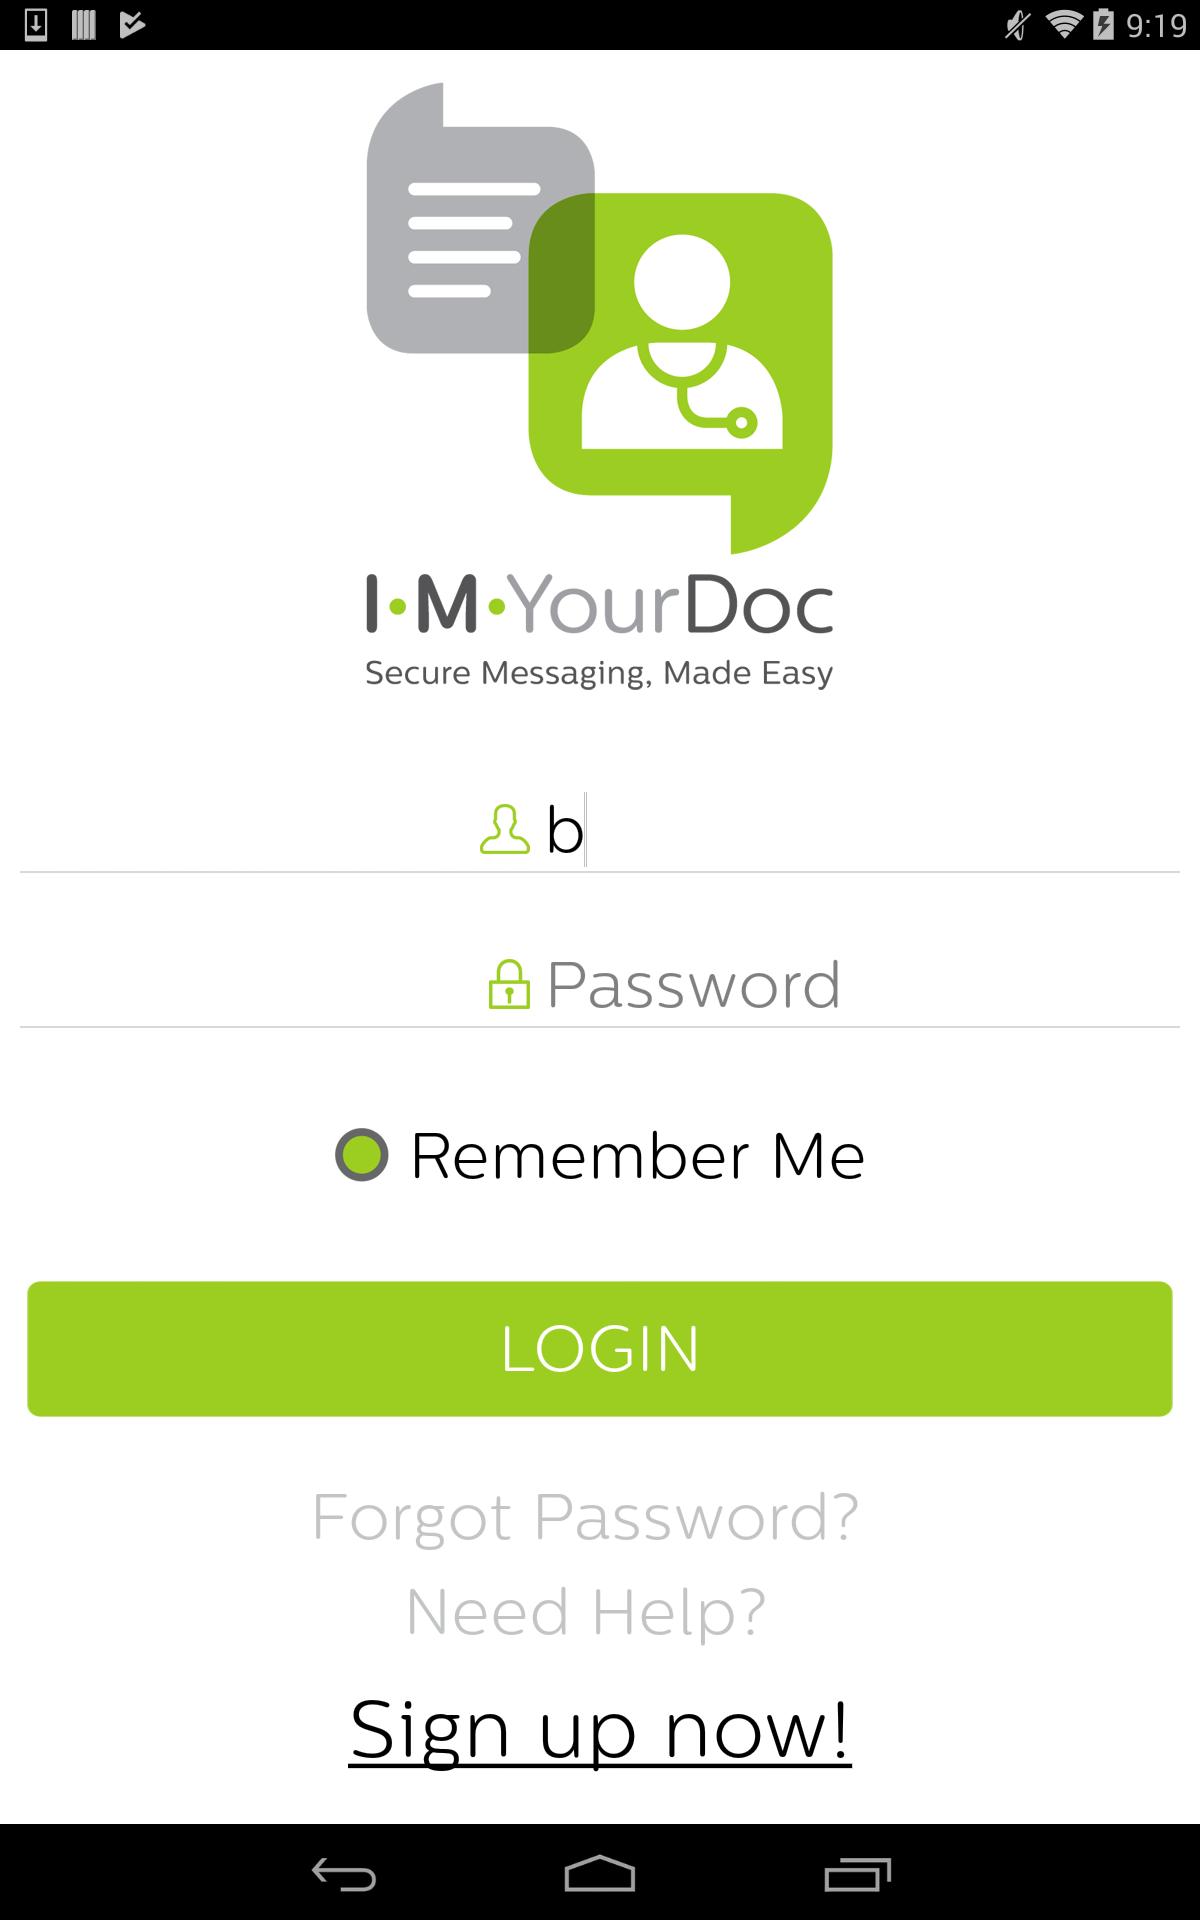 9:19
I•M•YourDoc
Secure Messaging, Made Easy
b
Password
Remember Me
LOGIN
Forgot Password?
Need Help?
Sign up now!